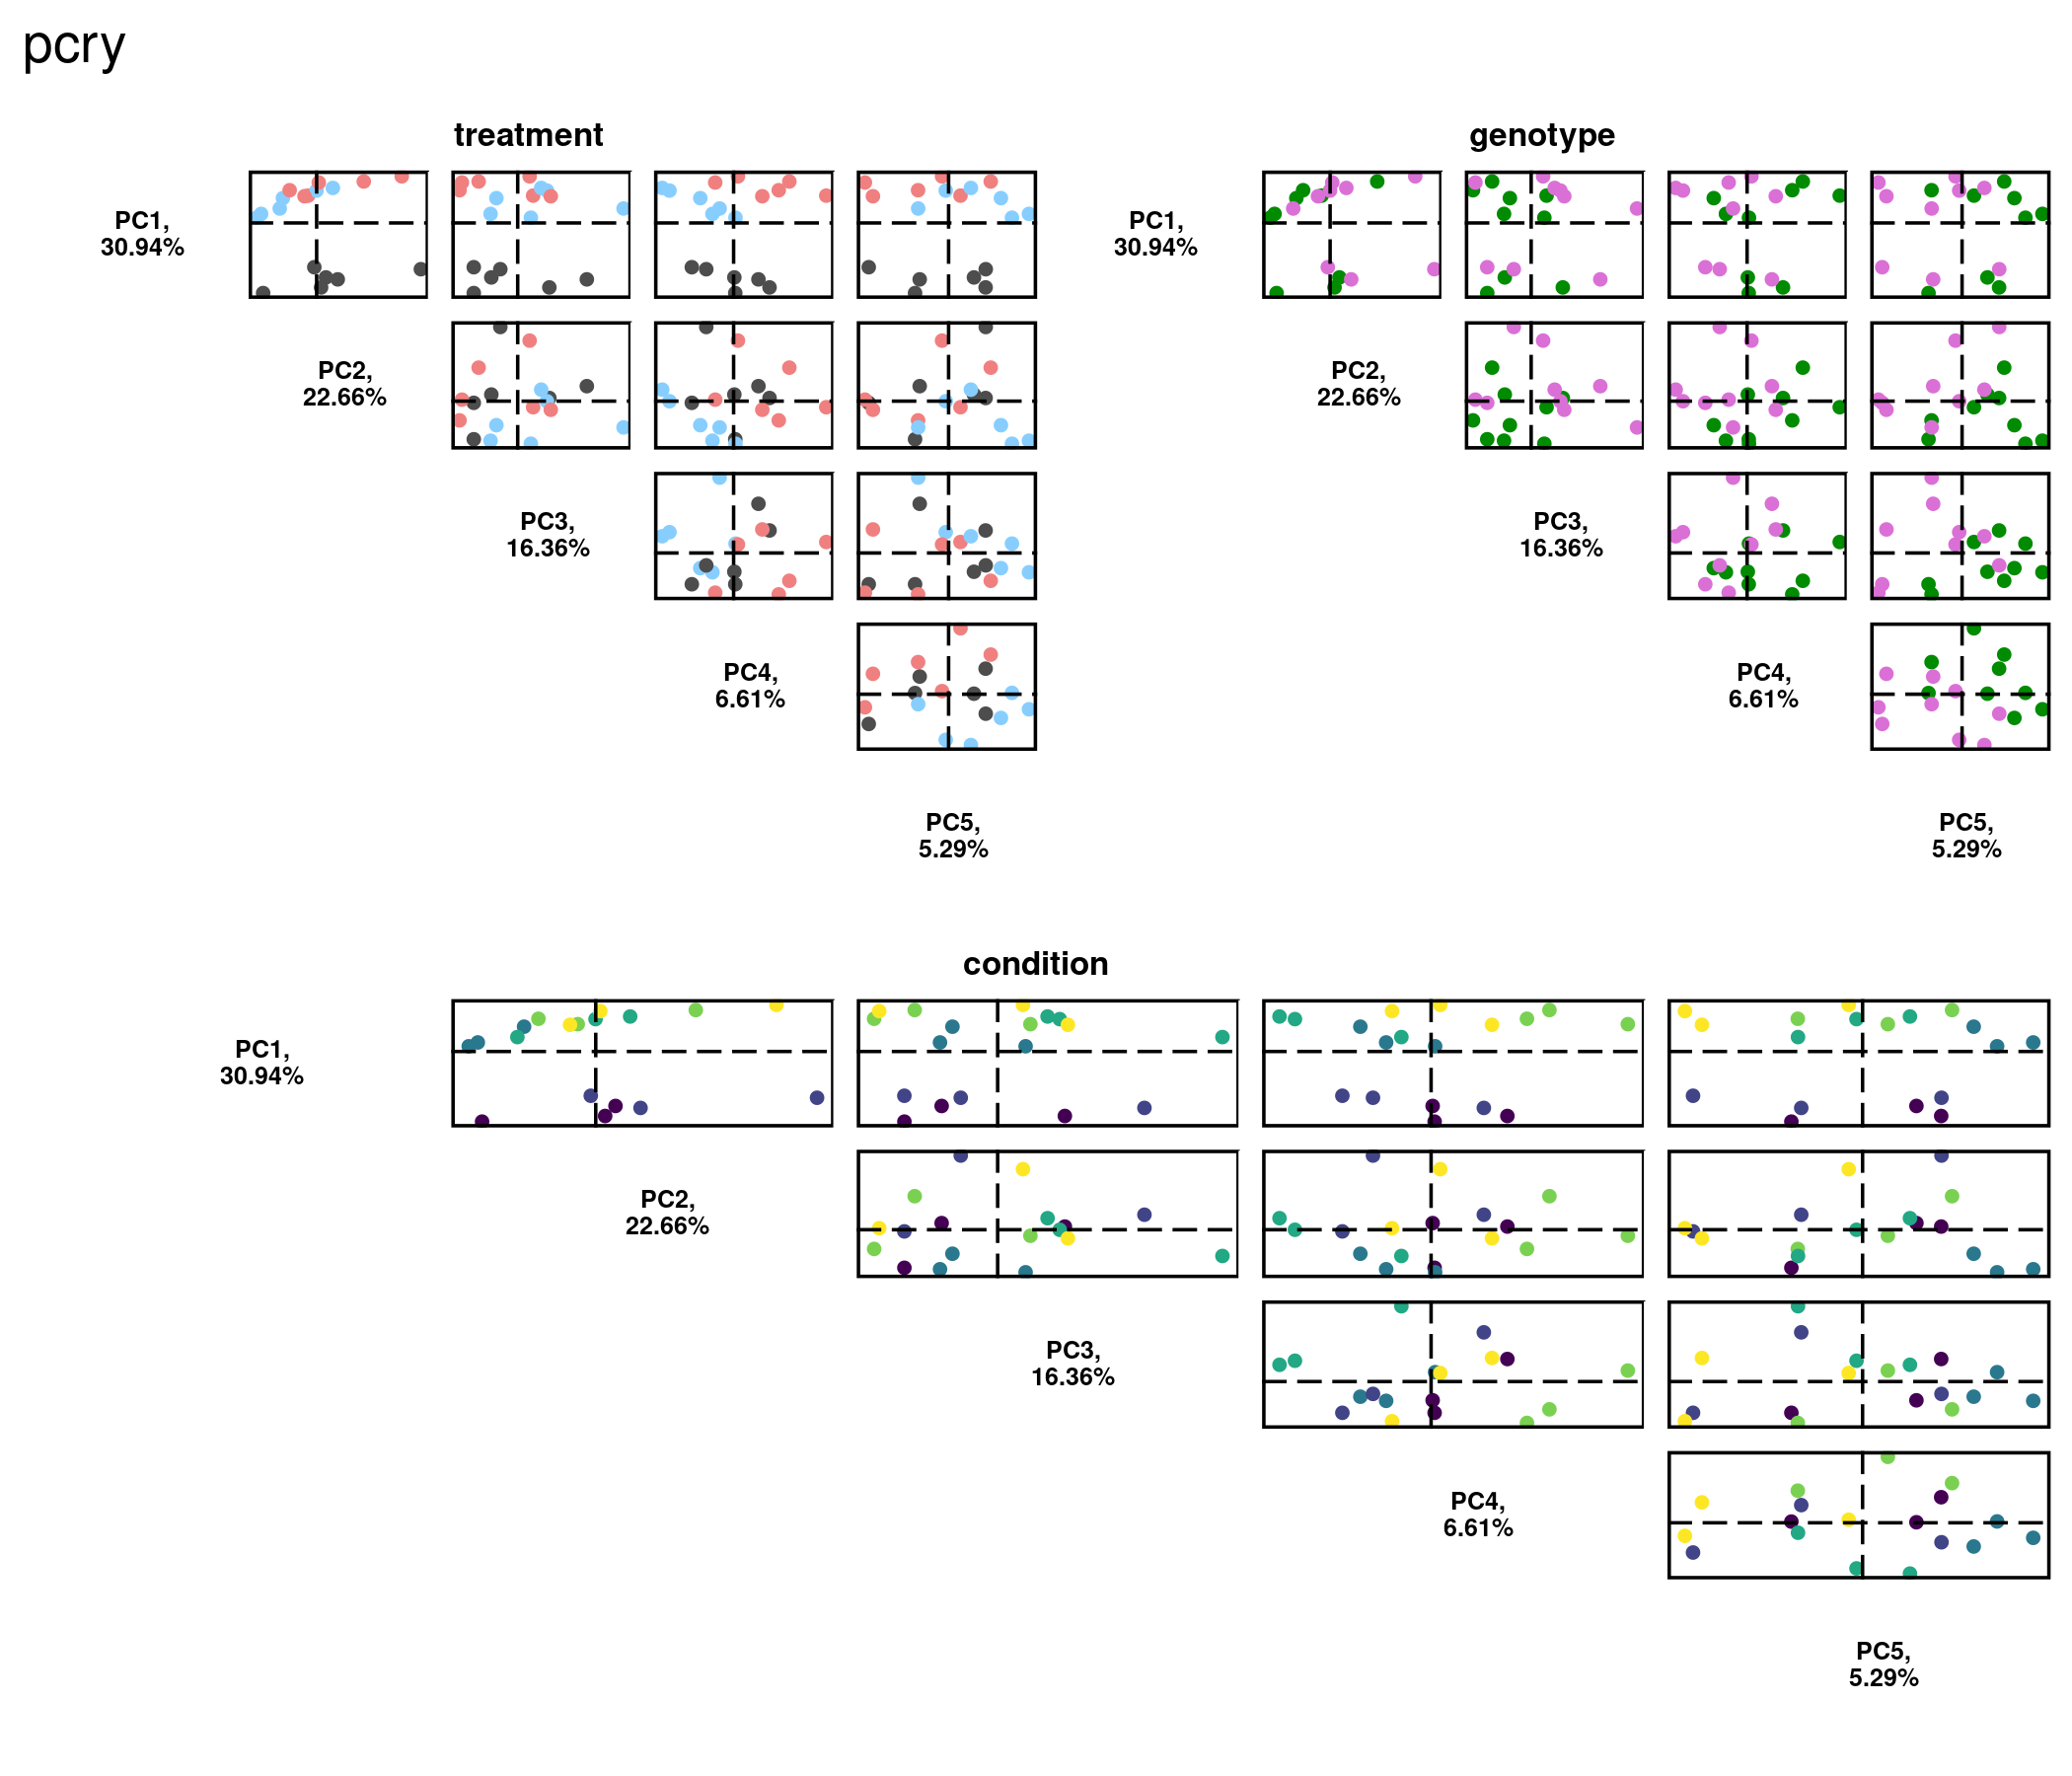 pcry
treatment
PC1,
30.94%
PC2,
22.66%
PC3,
16.36%
PC4,
6.61%
PC5,
5.29%
genotype
PC1,
30.94%
PC2,
22.66%
PC3,
16.36%
PC4,
6.61%
PC5,
5.29%
condition
PC1,
30.94%
PC2,
22.66%
PC3,
16.36%
PC4,
6.61%
PC5,
5.29%